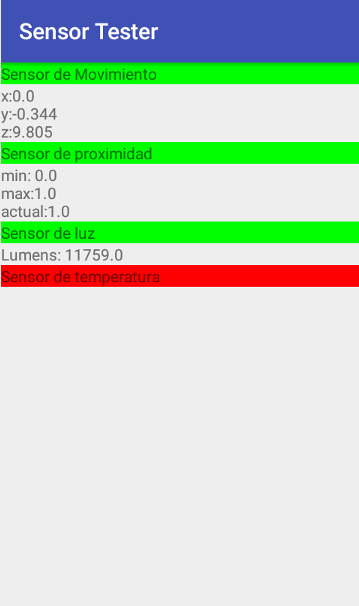 Sensor Tester
Sensor de Movimiento
x:0.0
y:-0.344
z:9.805
Sensor de proximidad
min: 0.0
max:1.0
actual:1.0
Sensor de luz
Lumens: 11759.0
Sensor de temperatura